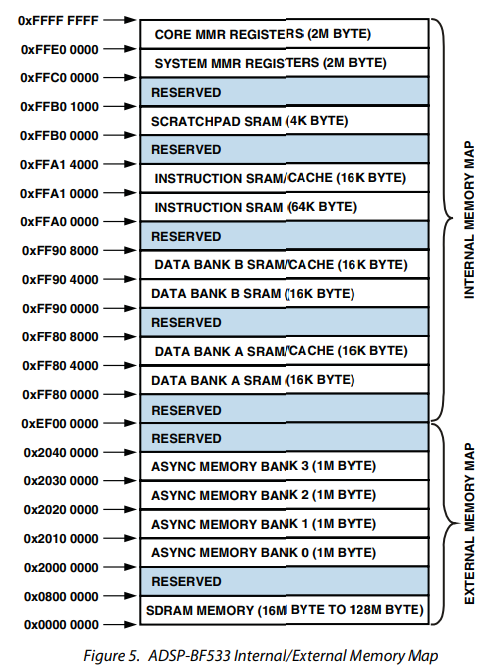 0xFFFF FFFF
CORE MMR REGISTERS (2M BYTE)
0xFFE0 0000
SYSTEM MMR REGISTERS (2M BYTE)
0xFFC0 0000
RESERVED
0xFFB0 1000
SCRATCHPAD SRAM (4K BYTE)
0xFFB0 0000
RESERVED
0xFFA1 4000
INSTRUCTION SRAM/CACHE (16K BYTE)
0xFFA1 0000
INSTRUCTION SRAM (64K BYTE)
0xFFA0 0000
RESERVED
0xFF90 8000
DATA BANK B SRAM/CACHE (16K BYTE)
0xFF90 4000
DATA BANK B SRAM (16K BYTE)
0xFF90 0000
RESERVED
0xFF80 8000
DATA BANK A SRAM/CACHE (16K BYTE)
0xFF80 4000
DATA BANK A SRAM (16K BYTE)
0xFF80 0000
RESERVED
0xEF00 0000
RESERVED
0x2040 0000
ASYNC MEMORY BANK 3 (1M BYTE)
0x2030 0000
ASYNC MEMORY BANK 2 (1M BYTE)
0x2020 0000
ASYNC MEMORY BANK 1 (1M BYTE)
0x2010 0000
ASYNC MEMORY BANK 0 (1M BYTE)
0x2000 0000
RESERVED
0x0800 0000
SDRAM MEMORY (16M BYTE TO 128M BYTE)
0x0000 0000
INTERNAL MEMORY MAP
EXTERNAL MEMORY MAP
Figure 5. ADSP-BF533 Internal/External Memory Map